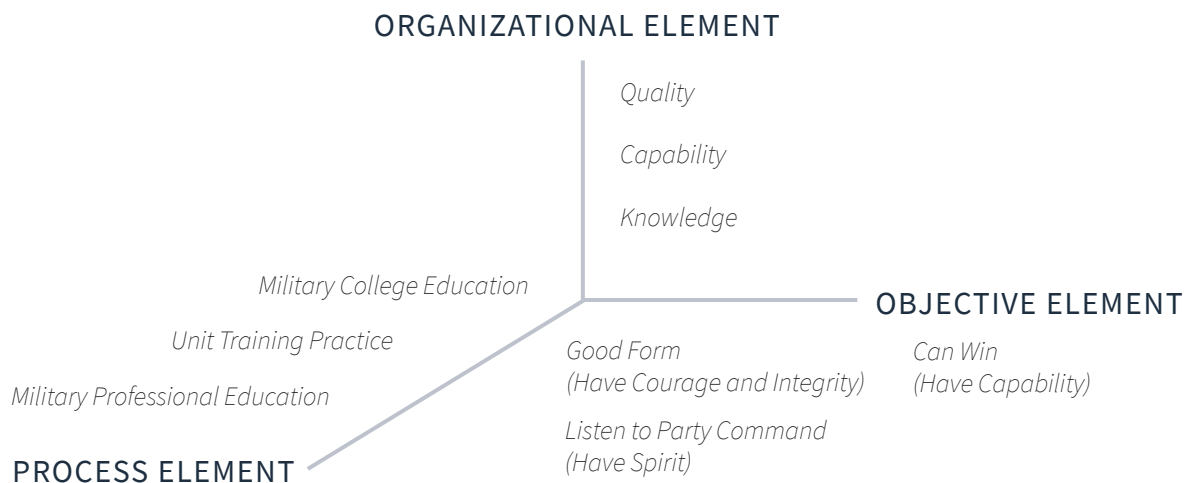 ORGANIZATIONAL ELEMENT
Quality
Capability
Knowledge
Military College Education
Unit Training Practice
Military Professional Education
PROCESS ELEMENT
OBJECTIVE ELEMENT
Good Form
(Have Courage and Integrity)
Listen to Party Command
(Have Spirit)
Can Win
(Have Capability)